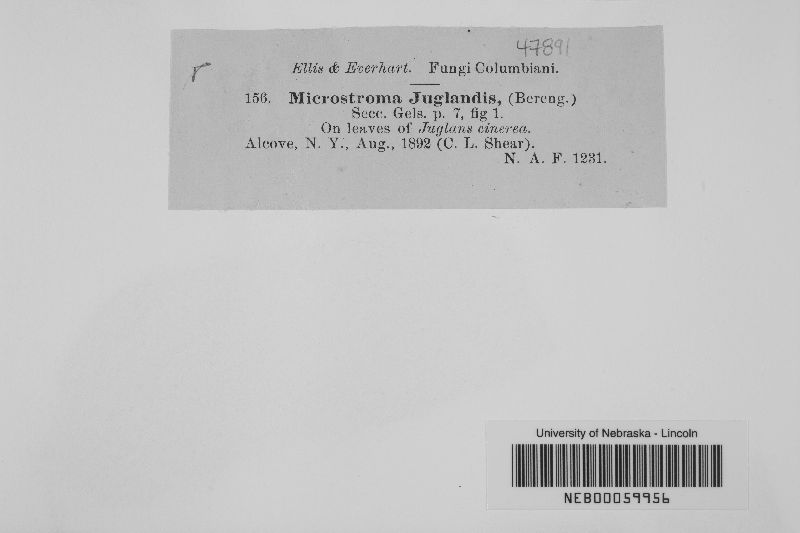 47891
r
Ellis & Everhart. Fungi Columbiani.
156. Microstroma Juglandis, (Bereng.)
Secc. Gels. p. 7, fig 1.
On leaves of Juglans cinerea.
Alcove, N. Y., Aug., 1892 (C. L. Shear).
N. A. F. 1231.
University of Nebraska - Lincoln
NEB00059956